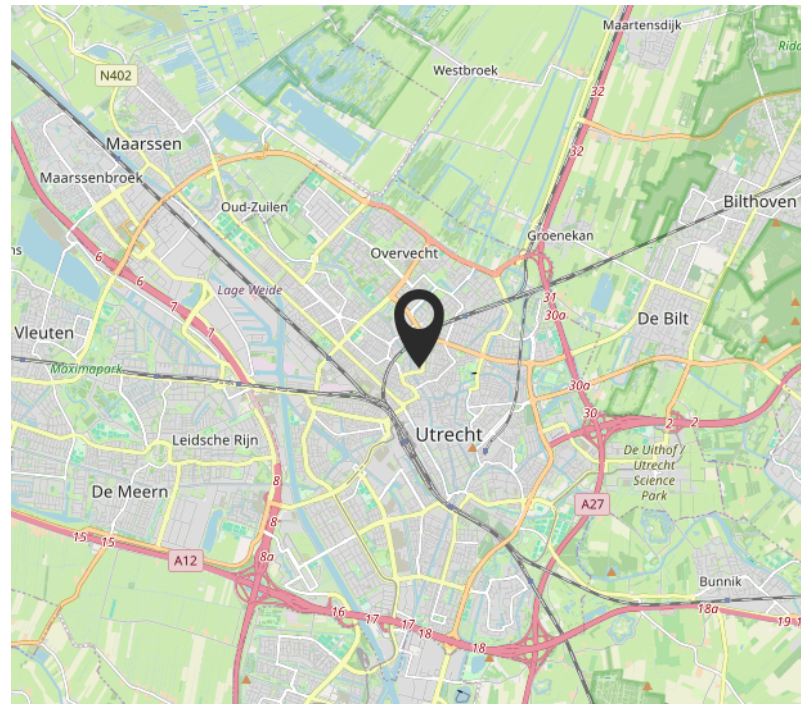 Maartensdijk
Westbroek
N402
32
Maarssen
32
Maarssenbroek
Bilthoven
Oud-Zuilen
Groenekan
Overvecht
6
6
Lage Weide
7
31
30a
7
Vleuten
De Bilt
Maximapark
30a
30
2
2
Leidsche Rijn
Utrecht
De Uithof /
Utrecht
Science
Park
De Meern
8
8
A27
15
15
A12
8a
Bunnik
16
17
17
18
18
18a
19